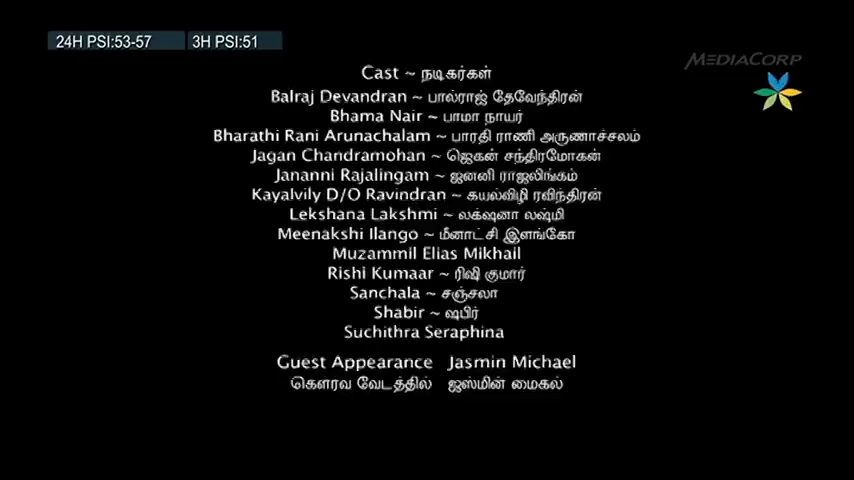 24H PSI:53-57 3H PSI:51
MEDIACORP
Cast ~ நடிகர்கள்
Balraj Devandran ~ பால்ராஜ் தேவேந்திரன்
Bhama Nair ~ பாமா நாயர்
Bharathi Rani Arunachalam ~ பாரதி ராணி அருணாச்சலம்
Jagan Chandramohan ~ ஜெகன் சந்திரமோகன்
Jananni Rajalingam ~ ஜனனி ராஜலிங்கம்
Kayalvily D/O Ravindran ~ கயல்விழி ரவிந்திரன்
Lekshana Lakshmi ~ லக்‌ஷனா லஷ்மி
Meenakshi Ilango ~ மீனாட்சி இளங்கோ
Muzammil Elias Mikhail
Rishi Kumaar ~ ரிஷி குமார்
Sanchala ~ சஞ்சலா
Shabir ~ ஷபிர்
Suchithra Seraphina
Guest Appearance Jasmin Michael
கௌரவ வேடத்தில் ஜஸ்மின் மைகல்